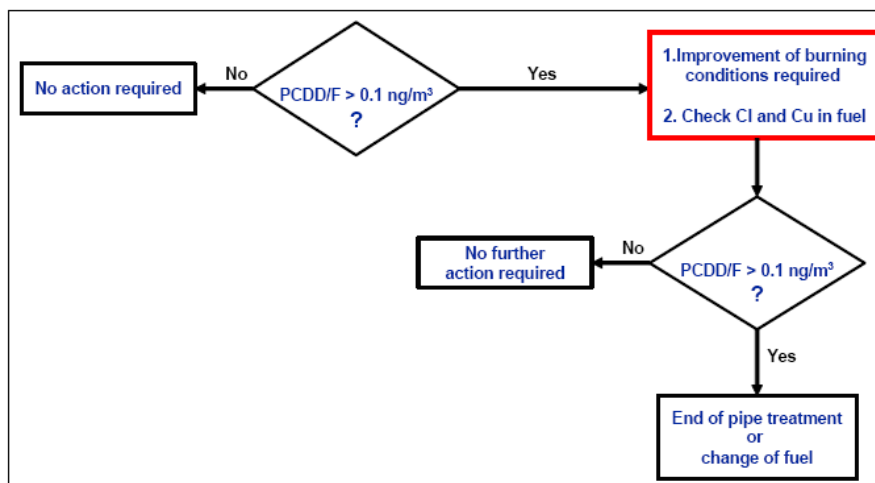 No action required
No
PCDD/F > 0.1 ng/m³
?
Yes
1.Improvement of burning
conditions required
2. Check Cl and Cu in fuel
No further
action required
No
PCDD/F > 0.1 ng/m³
?
Yes
End of pipe treatment
or
change of fuel